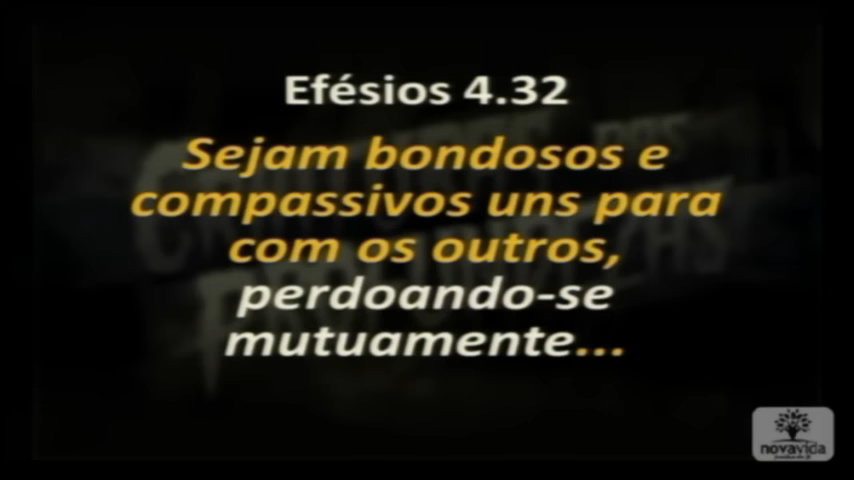 Efésios 4.32
Sejam bondosos e
compassivos uns para
com os outros,
perdoando-se
mutuamente...
novavida